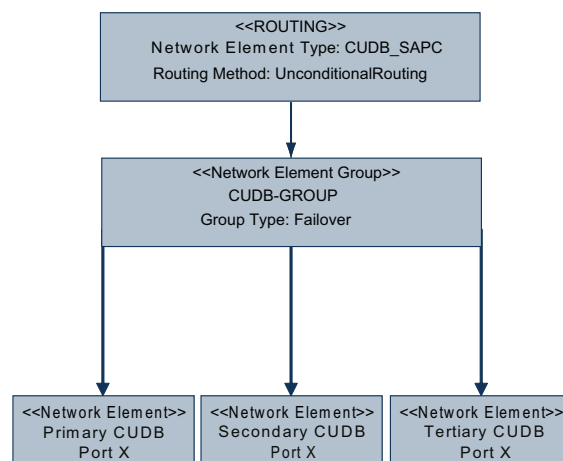 <<ROUTING>>
Network Element Type: CUDB_SAPC
Routing Method: UnconditionalRouting
<<Network Element Group>>
CUDB-GROUP
Group Type: Failover
<<Network Element>>
Primary CUDB
Port X
<<Network Element>>
Secondary CUDB
Port X
<<Network Element>>
Tertiary CUDB
Port X